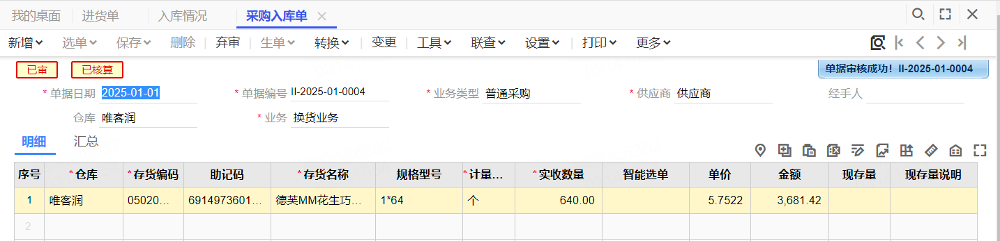 我的桌面 进货单 入库情况 采购入库单
新增 选单 保存 删除 弃审 生单 转换 变更 工具 联查 设置 打印 更多
已审 已核算 单据审核成功！II-2025-01-0004
* 单据日期 2025-01-01 * 单据编号 II-2025-01-0004 * 业务类型 普通采购 * 供应商 供应商 经手人
仓库 唯客润 * 业务 换货业务
明细 汇总
序号 *仓库 *存货编码 助记码 *存货名称 规格型号 *计量... *实收数量 智能选单 单价 金额 现存量 现存量说明
1 唯客润 05020... 6914973601... 德芙MM花生巧... 1*64 个 640.00 5.7522 3,681.42
2